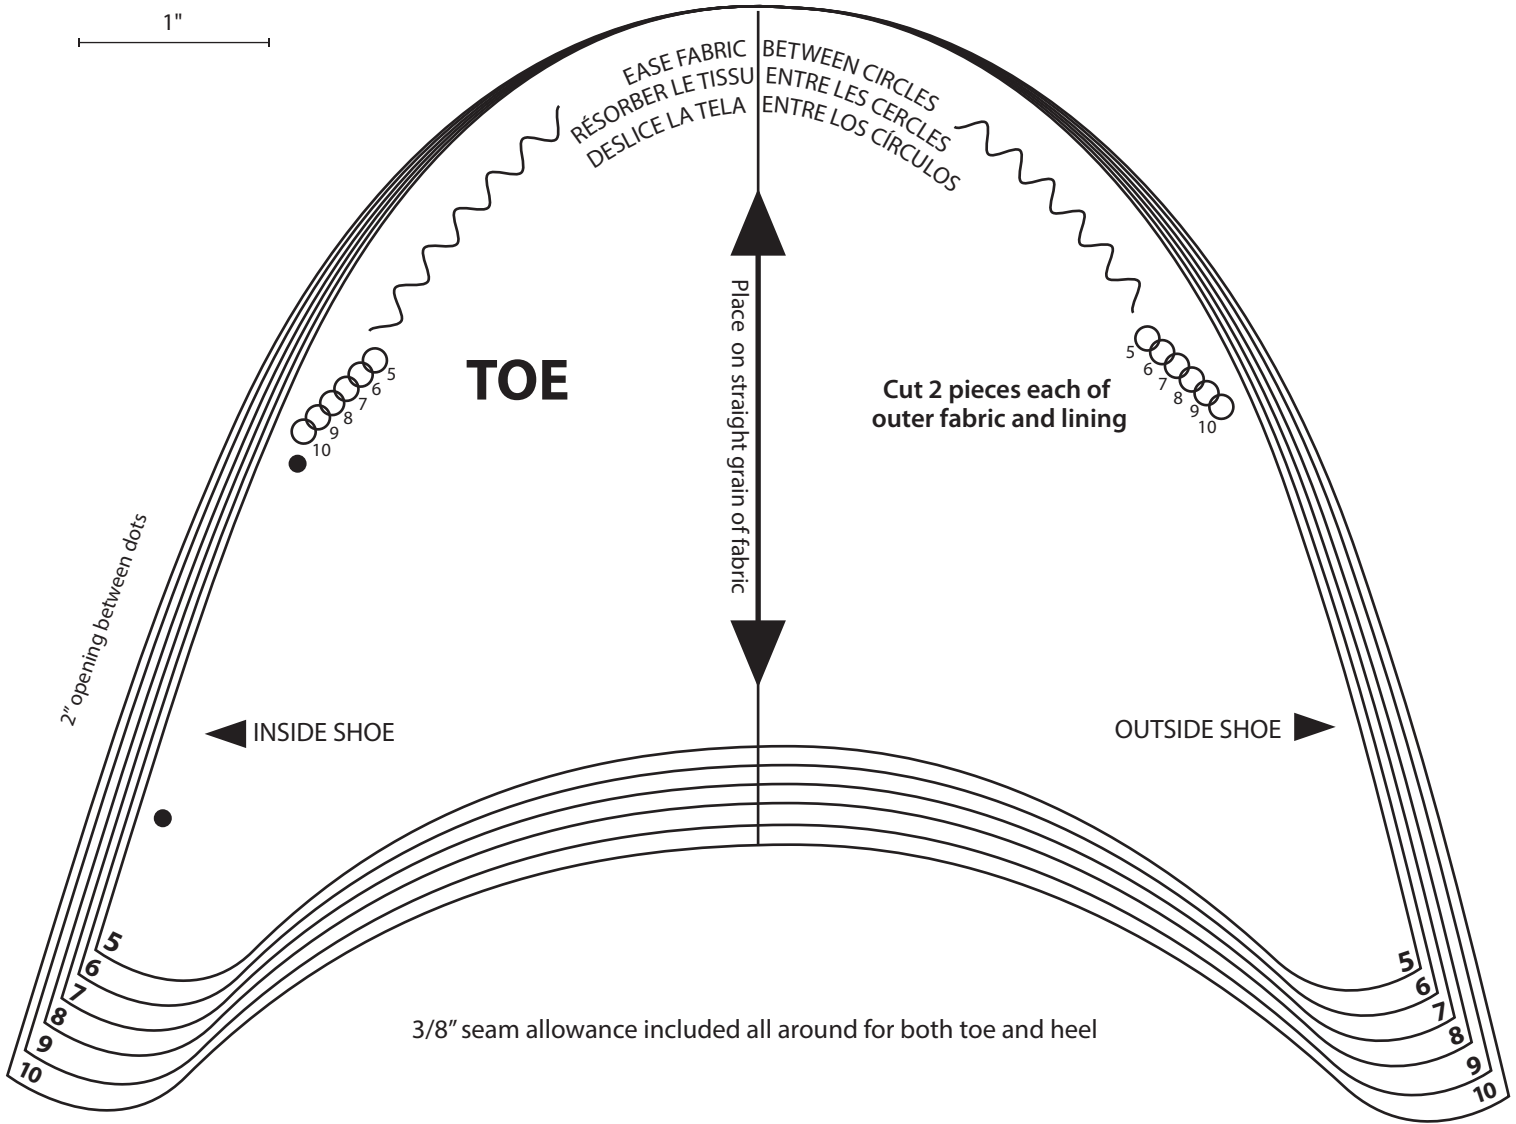 1"
EASE FABRIC BETWEEN CIRCLES
RÉSORBER LE TISSU ENTRE LES CERCLES
DESLICE LA TELA ENTRE LOS CÍRCULOS
5
6
7
8
9
10
5
6
7
8
9
10
TOE
Place on straight grain of fabric
Cut 2 pieces each of
outer fabric and lining
2” opening between dots
INSIDE SHOE
OUTSIDE SHOE
5
6
7
8
9
10
5
6
7
8
9
10
3/8” seam allowance included all around for both toe and heel